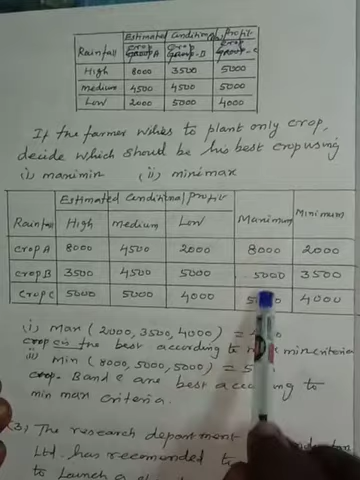 Estimated Conditional Profit
Rainfall Crop A Crop-B Crop-C
High 8000 3500 5000
medium 4500 4500 5000
Low 2000 5000 4000
If the farmer wishes to plant only crop,
decide which should be his best crop using
(i) maximin (ii) minimax
Estimated Conditional Profit
Rainfall High medium Low Maximum Minimum
Crop A 8000 4500 2000 8000 2000
Crop B 3500 4500 5000 5000 3500
Crop C 5000 5000 4000 4000
(i) Max (2000, 3500, 4000) =
Crop C is the best according to min criteria
ii) Min (8000, 5000, 5000) = 5
Crop. B and C are best according to
min max criteria.
(3) The research department
Ltd. has recomended to
to Launch